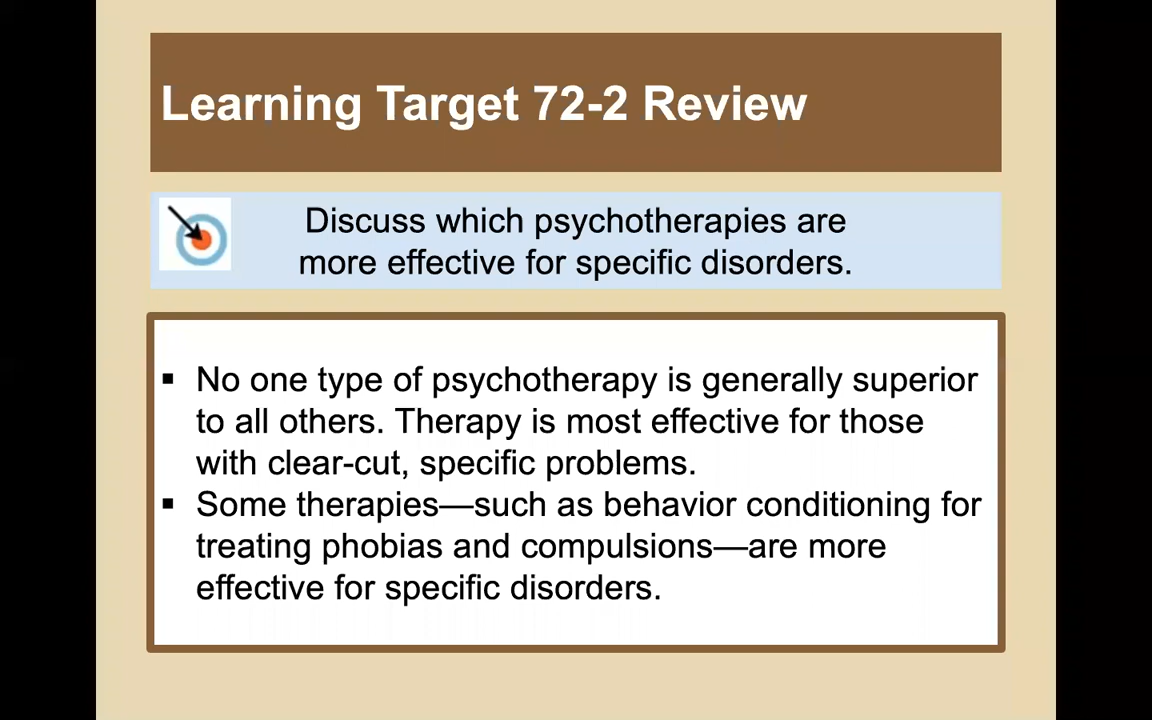 Learning Target 72-2 Review
Discuss which psychotherapies are
more effective for specific disorders.
▪ No one type of psychotherapy is generally superior
to all others. Therapy is most effective for those
with clear-cut, specific problems.
▪ Some therapies—such as behavior conditioning for
treating phobias and compulsions—are more
effective for specific disorders.